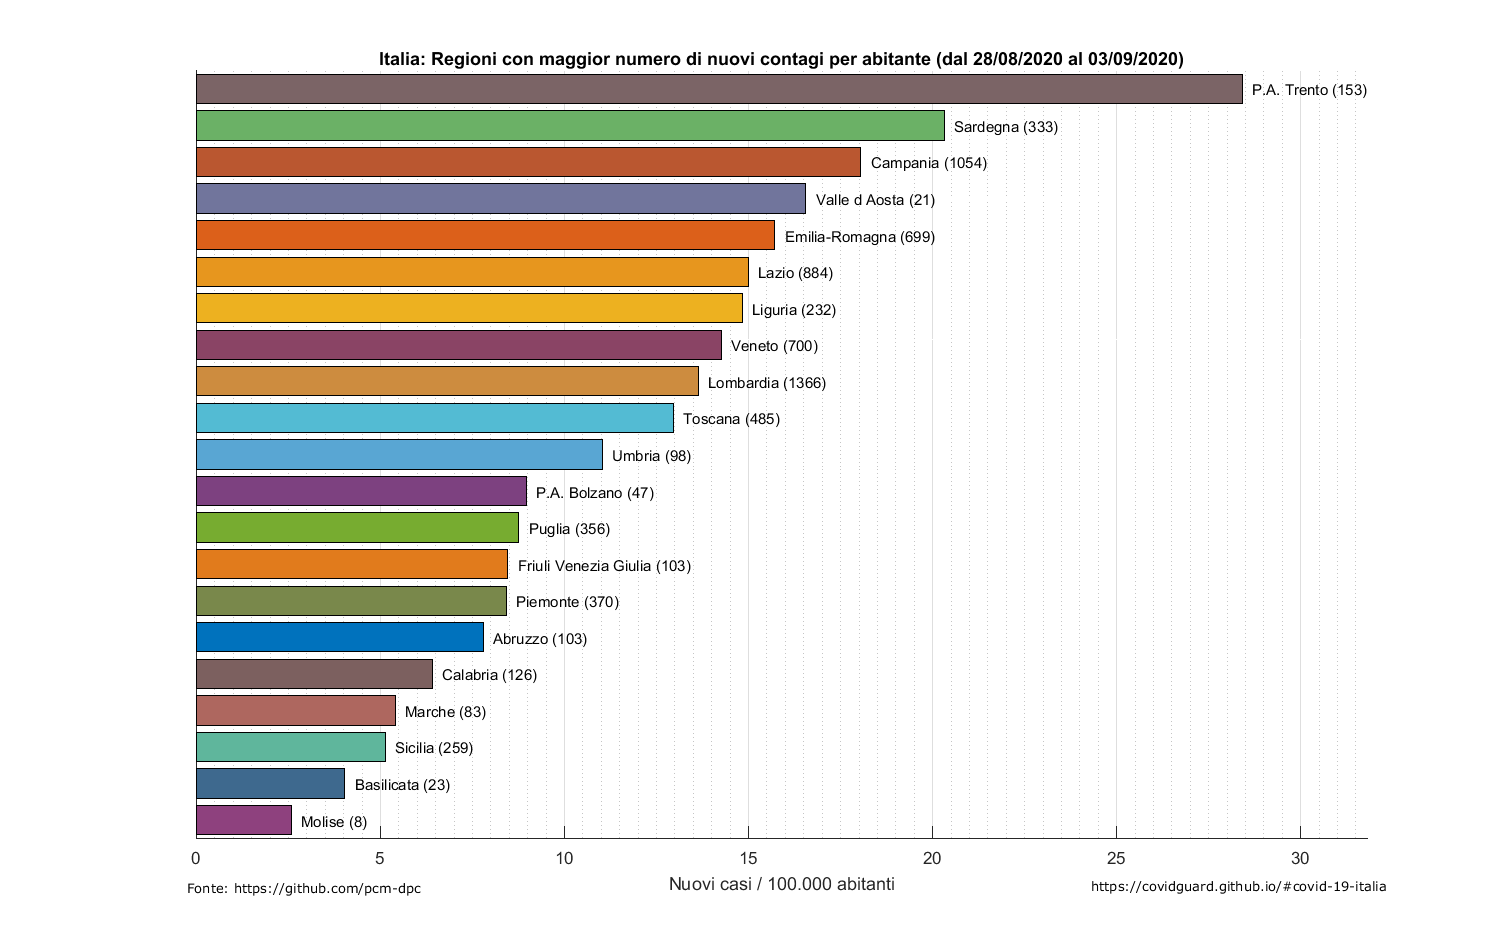 Italia: Regioni con maggior numero di nuovi contagi per abitante (dal 28/08/2020 al 03/09/2020)
P.A. Trento (153)
Sardegna (333)
Campania (1054)
Valle d Aosta (21)
Emilia-Romagna (699)
Lazio (884)
Liguria (232)
Veneto (700)
Lombardia (1366)
Toscana (485)
Umbria (98)
P.A. Bolzano (47)
Puglia (356)
Friuli Venezia Giulia (103)
Piemonte (370)
Abruzzo (103)
Calabria (126)
Marche (83)
Sicilia (259)
Basilicata (23)
Molise (8)
0 5 10 15 20 25 30
Nuovi casi / 100.000 abitanti
Fonte: https://github.com/pcm-dpc
https://covidguard.github.io/#covid-19-italia